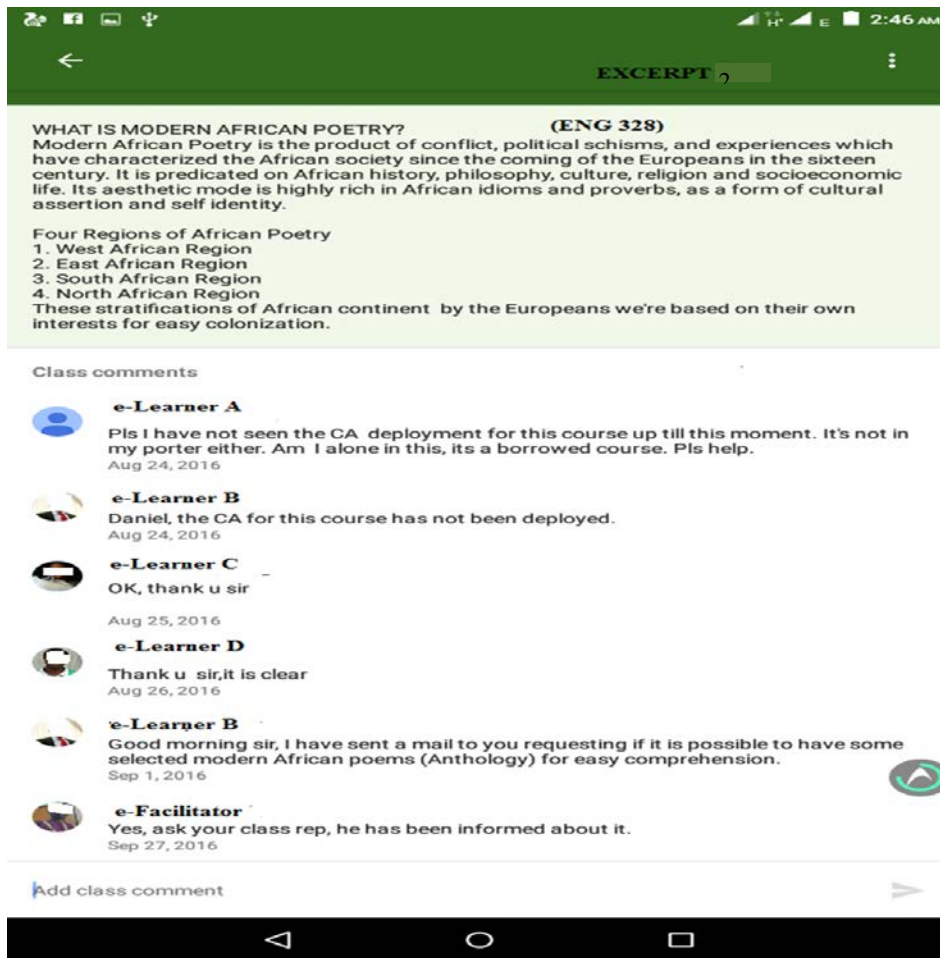 H+ E 2:46 AM
EXCERPT 2
WHAT IS MODERN AFRICAN POETRY? (ENG 328)
Modern African Poetry is the product of conflict, political schisms, and experiences which
have characterized the African society since the coming of the Europeans in the sixteen
century. It is predicated on African history, philosophy, culture, religion and socioeconomic
life. Its aesthetic mode is highly rich in African idioms and proverbs, as a form of cultural
assertion and self identity.
Four Regions of African Poetry
1. West African Region
2. East African Region
3. South African Region
4. North African Region
These stratifications of African continent by the Europeans we're based on their own
interests for easy colonization.
Class comments
e-Learner A
Pls I have not seen the CA deployment for this course up till this moment. It's not in
my porter either. Am I alone in this, its a borrowed course. Pls help.
Aug 24, 2016
e-Learner B
Daniel, the CA for this course has not been deployed.
Aug 24, 2016
e-Learner C
OK, thank u sir
Aug 25, 2016
e-Learner D
Thank u sir,it is clear
Aug 26, 2016
e-Learner B
Good morning sir, I have sent a mail to you requesting if it is possible to have some
selected modern African poems (Anthology) for easy comprehension.
Sep 1, 2016
e-Facilitator
Yes, ask your class rep, he has been informed about it.
Sep 27, 2016
Add class comment